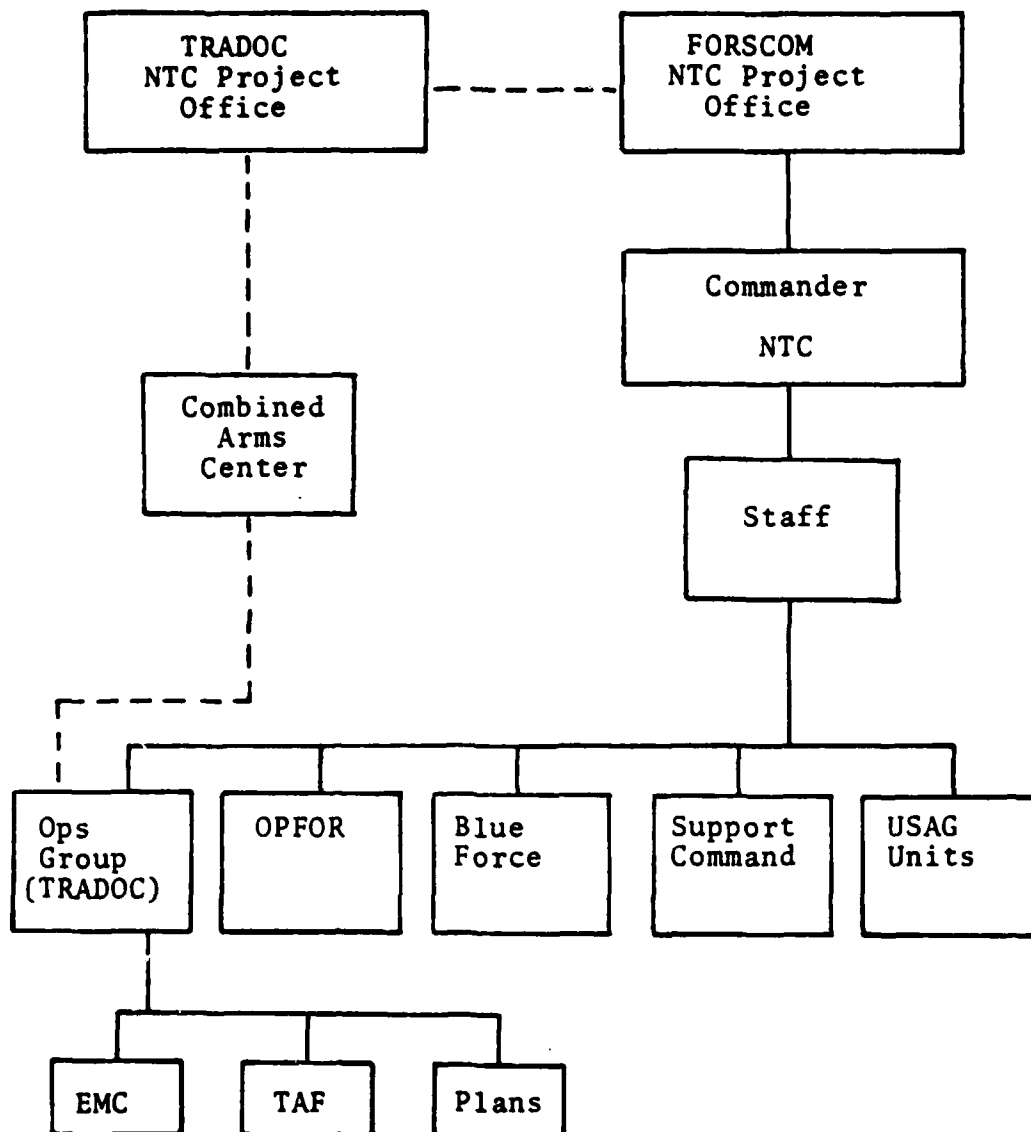 TRADOC
NTC Project
Office
FORSCOM
NTC Project
Office
Commander
NTC
Combined
Arms
Center
Staff
Ops
Group
(TRADOC)
OPFOR
Blue
Force
Support
Command
USAG
Units
EMC
TAF
Plans